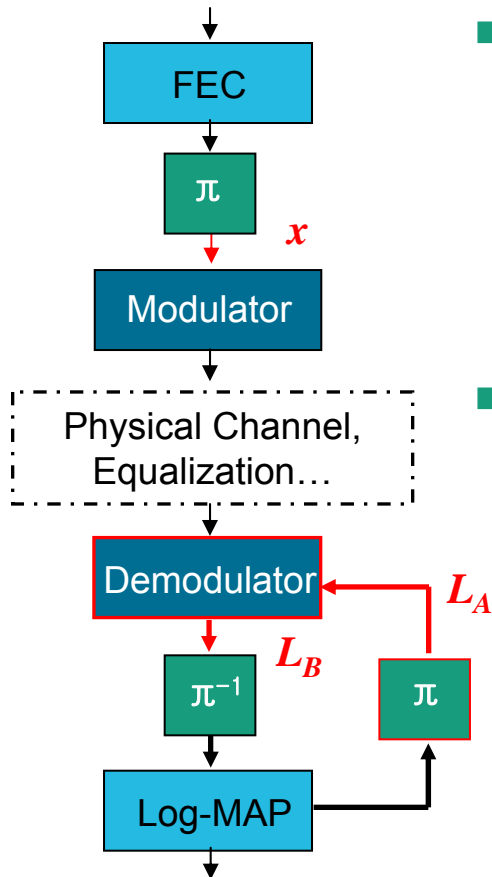 FEC
π
x
Modulator
Physical Channel,
Equalization…
Demodulator
L_A
L_B
π⁻¹
π
Log-MAP